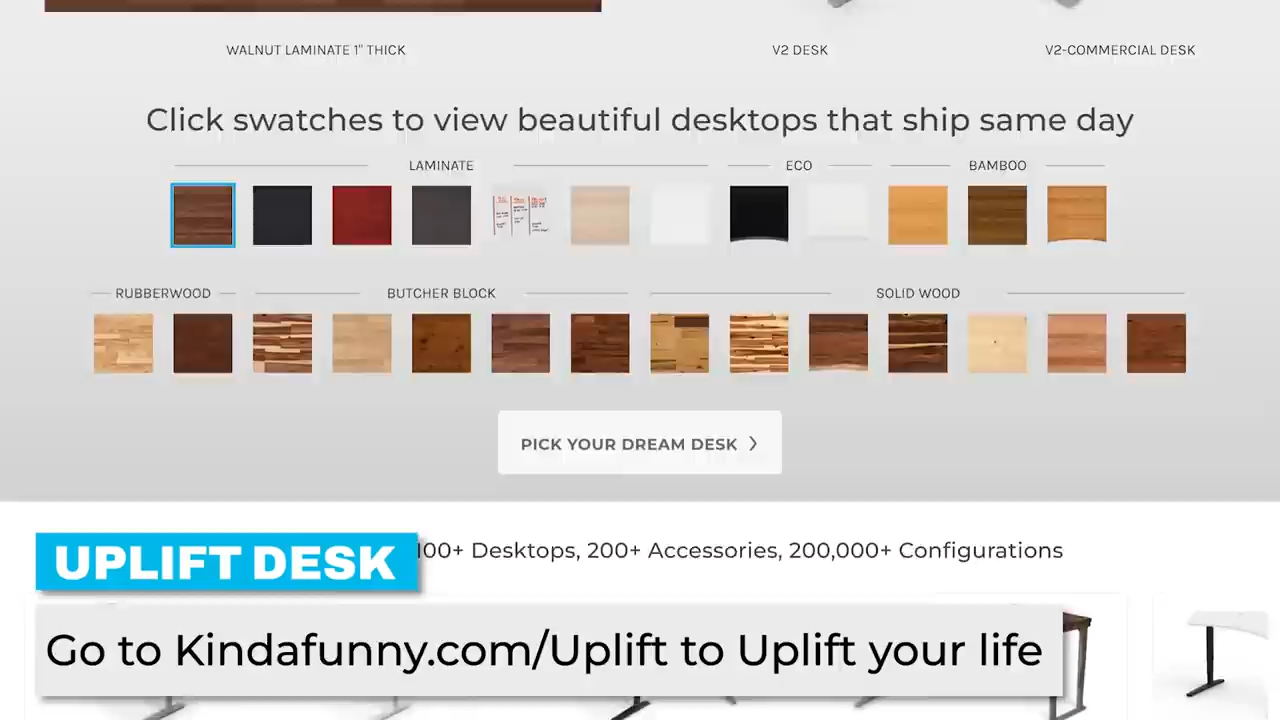 WALNUT LAMINATE 1" THICK
V2 DESK
V2-COMMERCIAL DESK
Click swatches to view beautiful desktops that ship same day
LAMINATE
ECO
BAMBOO
RUBBERWOOD
BUTCHER BLOCK
SOLID WOOD
PICK YOUR DREAM DESK
100+ Desktops, 200+ Accessories, 200,000+ Configurations
UPLIFT DESK
Go to Kindafunny.com/Uplift to Uplift your life